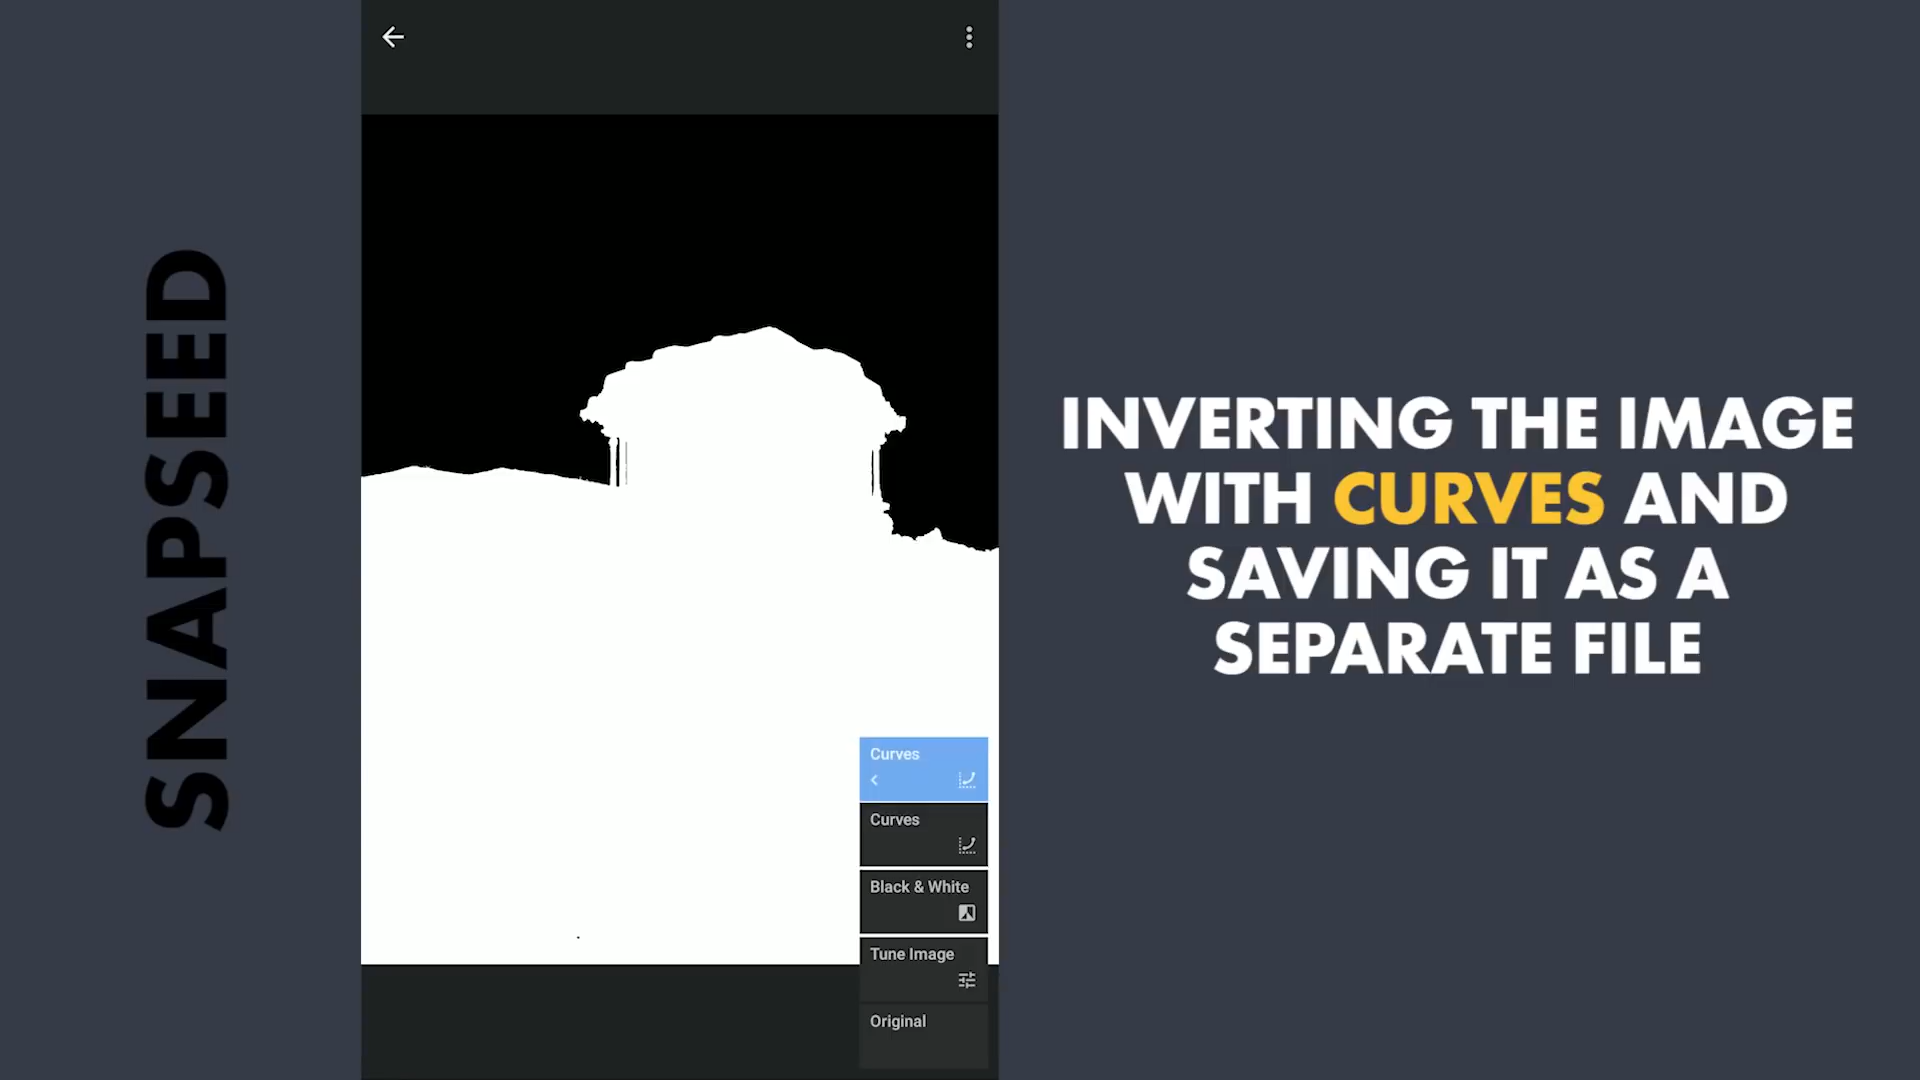 SNAPSEED
Curves
Curves
Black & White
Tune Image
Original
INVERTING THE IMAGE
WITH CURVES AND
SAVING IT AS A
SEPARATE FILE